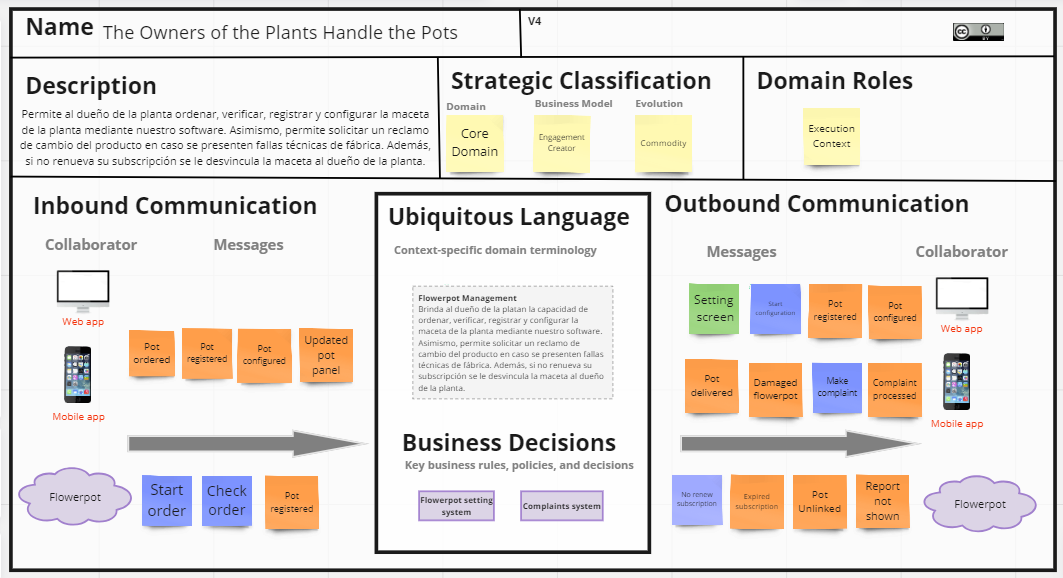 Name The Owners of the Plants Handle the Pots
V4
CC BY
Description
Permite al dueño de la planta ordenar, verificar, registrar y configurar la maceta
de la planta mediante nuestro software. Asimismo, permite solicitar un reclamo
de cambio del producto en caso se presenten fallas técnicas de fábrica. Además,
si no renueva su subscripción se le desvincula la maceta al dueño de la planta.
Strategic Classification
Domain
Business Model
Evolution
Core
Domain
Engagement
Creator
Commodity
Domain Roles
Execution
Context
Inbound Communication
Collaborator
Messages
Web app
Mobile app
Pot
ordered
Pot
registered
Pot
configured
Updated
pot
panel
Flowerpot
Start
order
Check
order
Pot
registered
Ubiquitous Language
Context-specific domain terminology
Flowerpot Management
Brinda al dueño de la platan la capacidad de
ordenar, verificar, registrar y configurar la
maceta de la planta mediante nuestro software.
Asimismo, permite solicitar un reclamo de
cambio del producto en caso se presenten fallas
técnicas de fábrica. Además, si no renueva su
subscripción se le desvincula la maceta al dueño
de la planta.
Business Decisions
Key business rules, policies, and decisions
Flowerpot setting
system
Complaints system
Outbound Communication
Messages
Collaborator
Setting
screen
Start
configuration
Pot
registered
Pot
configured
Web app
Pot
delivered
Damaged
flowerpot
Make
complaint
Complaint
processed
Mobile app
No renew
subscription
Expired
subscription
Pot
Unlinked
Report
not
shown
Flowerpot